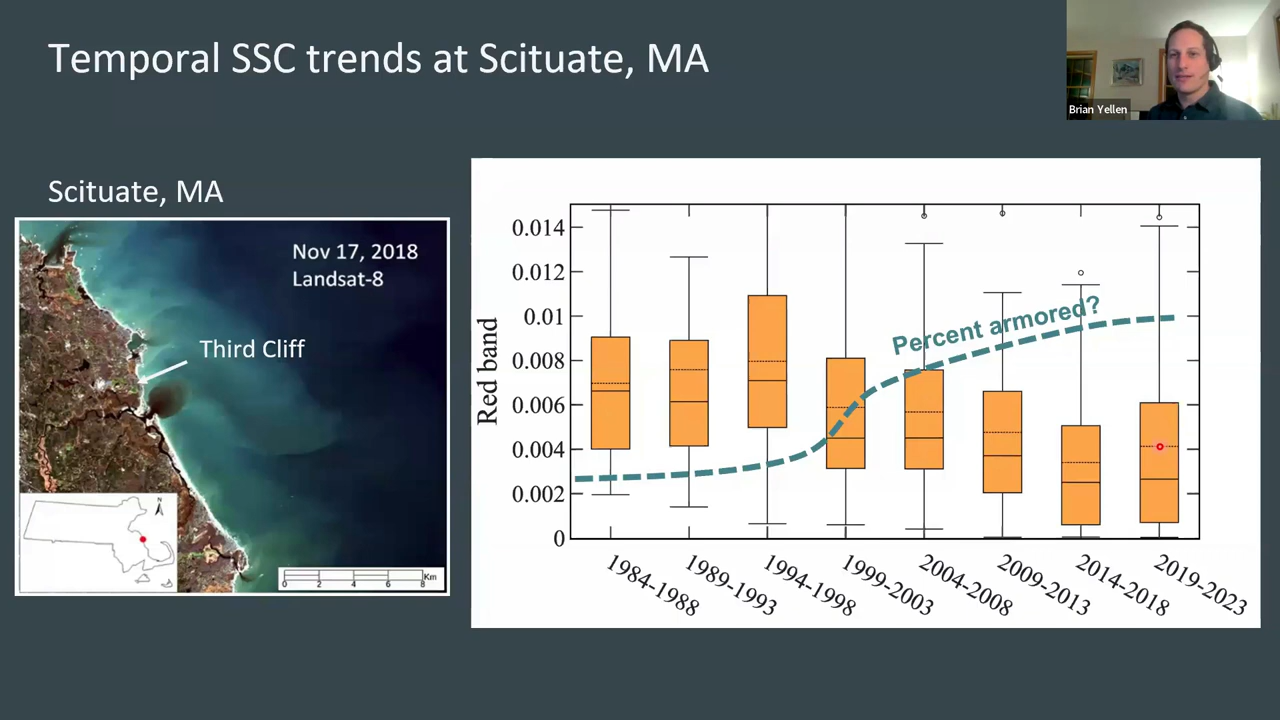 Temporal SSC trends at Scituate, MA
Brian Yellen
Scituate, MA
Nov 17, 2018
Landsat-8
Third Cliff
N
Km
0 2 4 6 8
Red band
0.014
0.012
0.01
0.008
0.006
0.004
0.002
0
Percent armored?
1984-1988
1989-1993
1994-1998
1999-2003
2004-2008
2009-2013
2014-2018
2019-2023